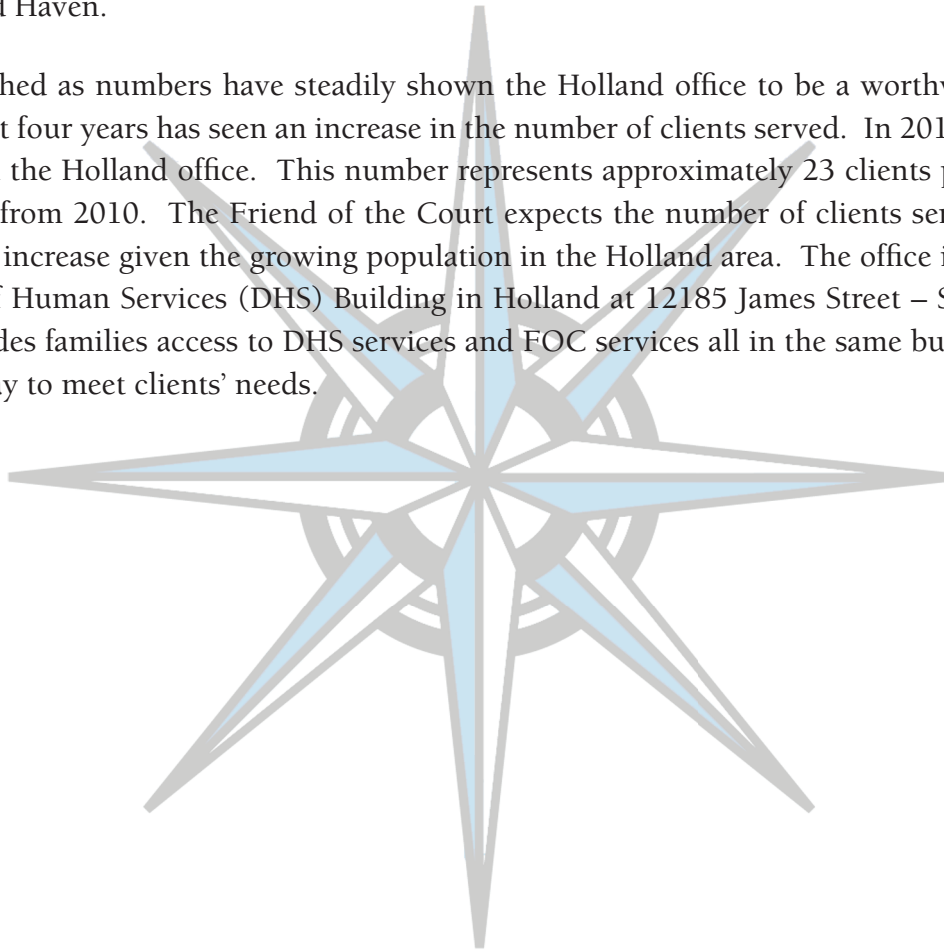 d Haven.
hed as numbers have steadily shown the Holland office to be a worthw
t four years has seen an increase in the number of clients served. In 201
the Holland office. This number represents approximately 23 clients p
from 2010. The Friend of the Court expects the number of clients ser
increase given the growing population in the Holland area. The office i
f Human Services (DHS) Building in Holland at 12185 James Street – S
des families access to DHS services and FOC services all in the same bu
y to meet clients’ needs.